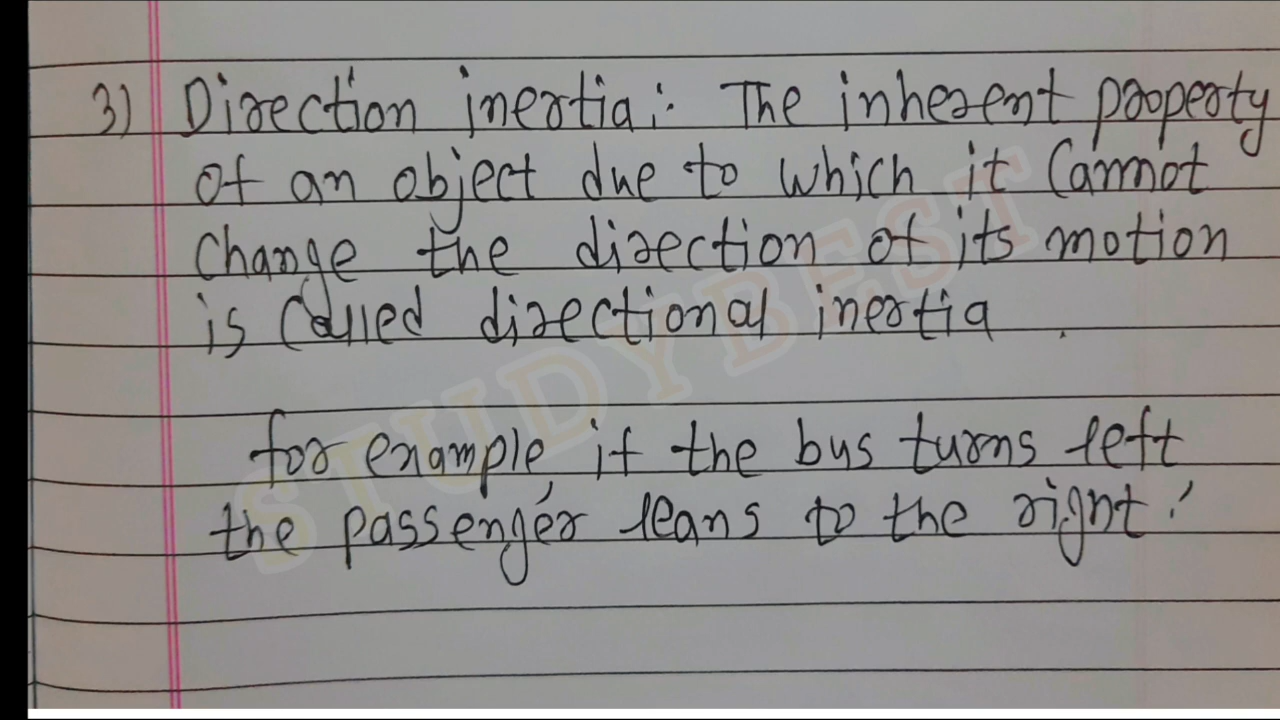 3) Direction inertia: The inherent property
of an object due to which it Cannot
change the direction of its motion
is Called directional inertia.
for example, if the bus turns left
the passenger leans to the right.
STUDYBEST